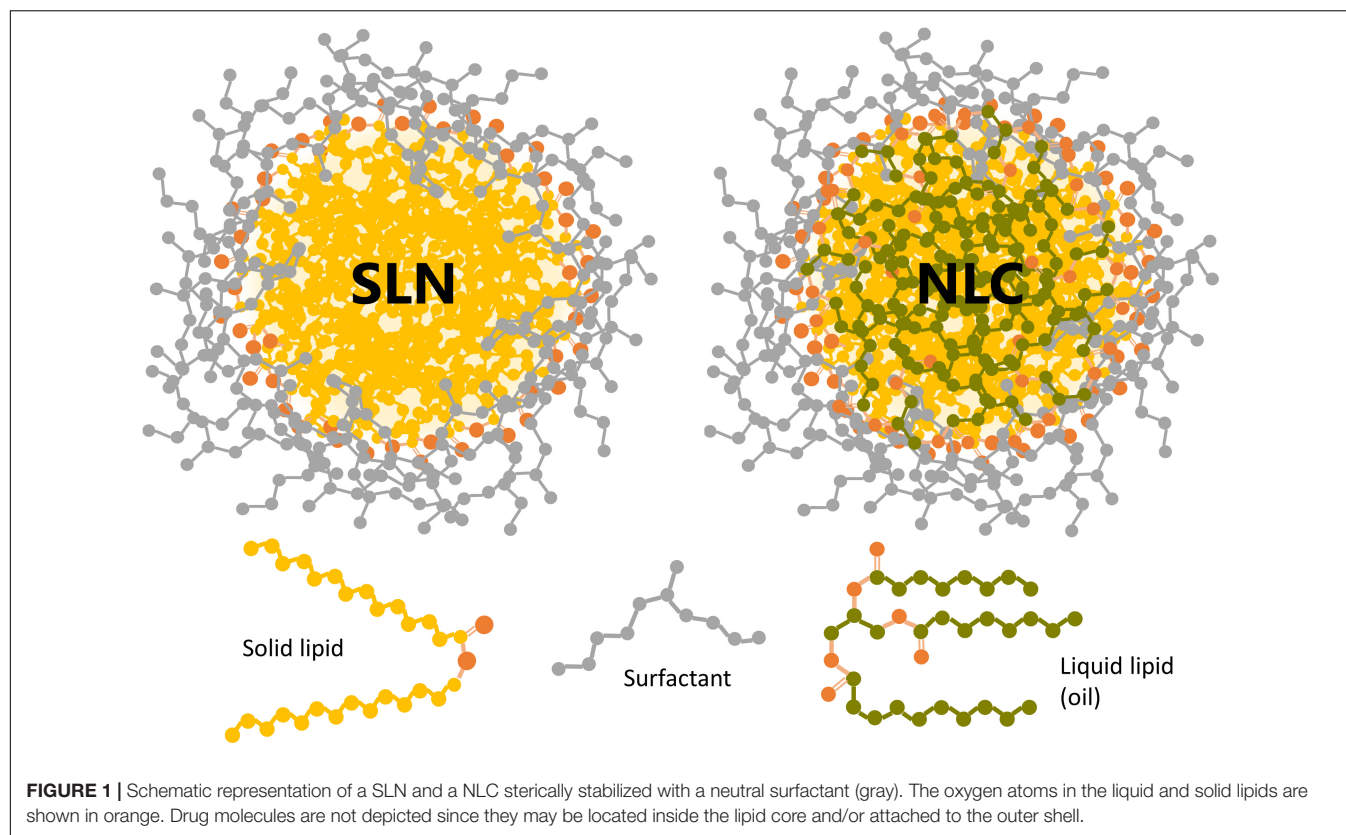 SLN
NLC
Solid lipid
Surfactant
Liquid lipid
(oil)
FIGURE 1 | Schematic representation of a SLN and a NLC sterically stabilized with a neutral surfactant (gray). The oxygen atoms in the liquid and solid lipids are
shown in orange. Drug molecules are not depicted since they may be located inside the lipid core and/or attached to the outer shell.